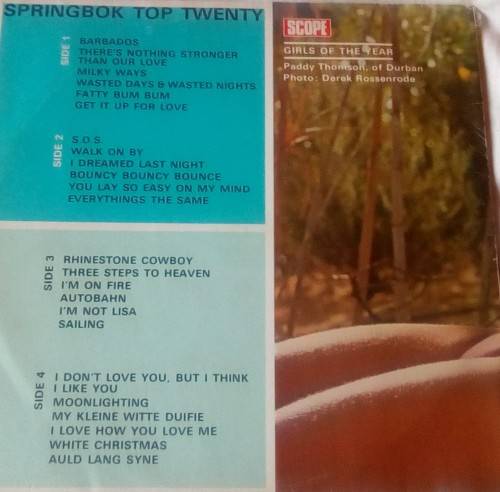 SPRINGBOK TOP TWENTY
SIDE 1
BARBADOS
THERE'S NOTHING STRONGER
THAN OUR LOVE
MILKY WAYS
WASTED DAYS & WASTED NIGHTS
FATTY BUM BUM
GET IT UP FOR LOVE
SIDE 2
S.O.S.
WALK ON BY
I DREAMED LAST NIGHT
BOUNCY BOUNCY BOUNCE
YOU LAY SO EASY ON MY MIND
EVERYTHINGS THE SAME
SIDE 3
RHINESTONE COWBOY
THREE STEPS TO HEAVEN
I'M ON FIRE
AUTOBAHN
I'M NOT LISA
SAILING
SIDE 4
I DON'T LOVE YOU, BUT I THINK
I LIKE YOU
MOONLIGHTING
MY KLEINE WITTE DUIFIE
I LOVE HOW YOU LOVE ME
WHITE CHRISTMAS
AULD LANG SYNE
SCOPE
GIRLS OF THE YEAR
Paddy Thomson, of Durban
Photo: Derek Rossenrode